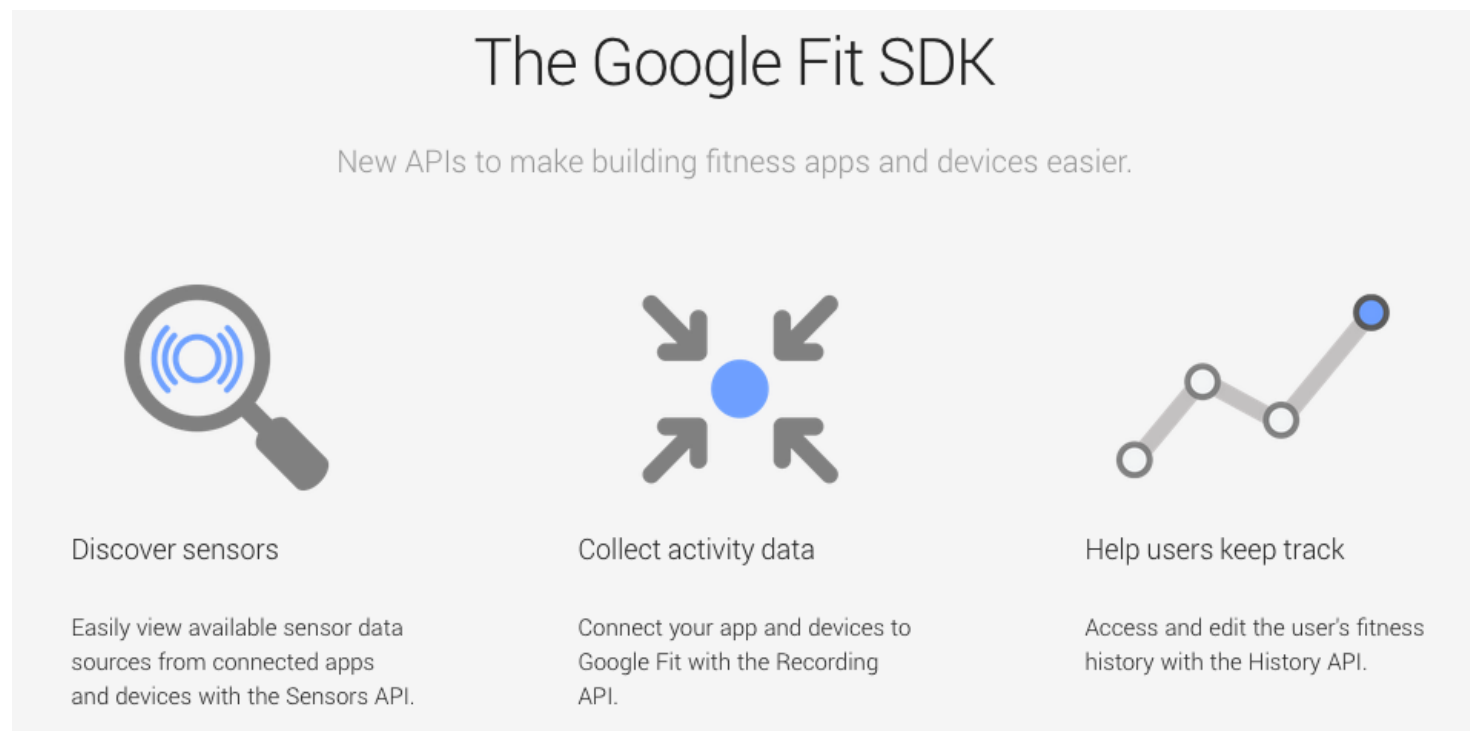 The Google Fit SDK
New APIs to make building fitness apps and devices easier.
Discover sensors
Easily view available sensor data
sources from connected apps
and devices with the Sensors API.
Collect activity data
Connect your app and devices to
Google Fit with the Recording
API.
Help users keep track
Access and edit the user's fitness
history with the History API.